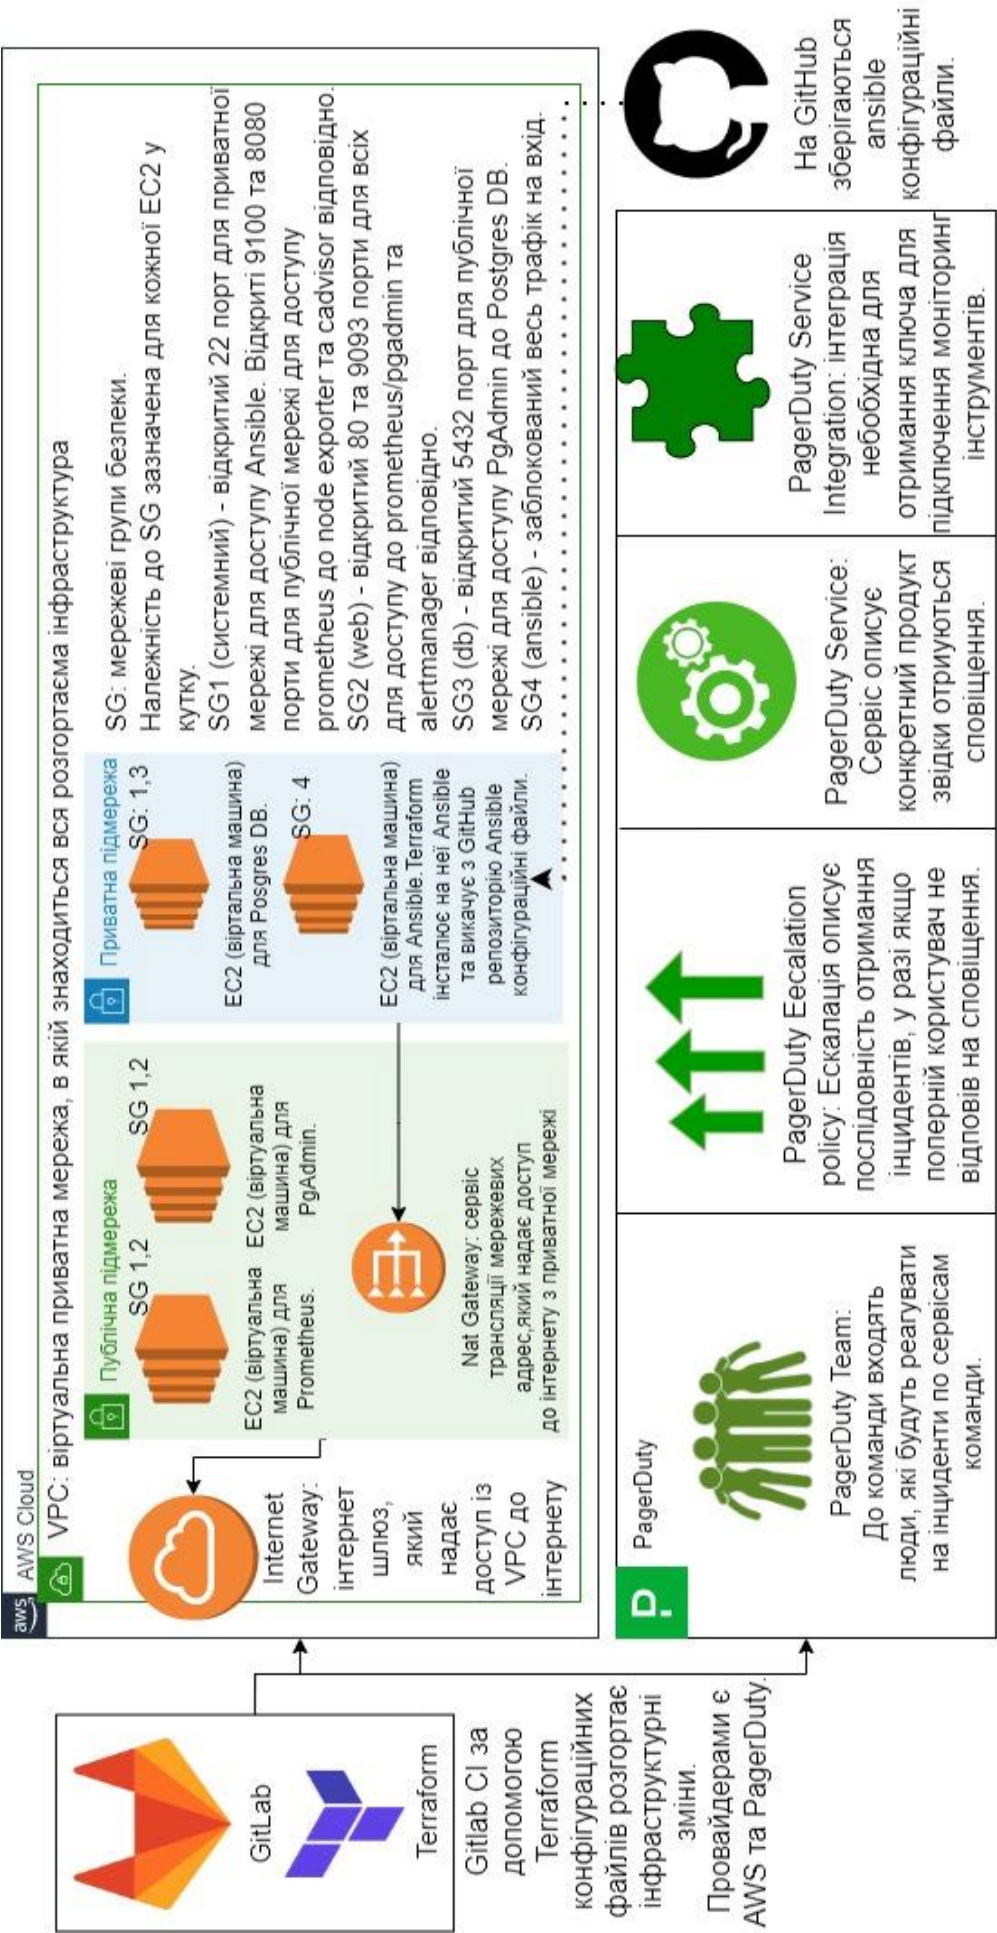 GitLab
Terraform
Gitlab CI за
допомогою
Terraform
конфігураційних
файлів розгортає
інфраструктурні
зміни.
Провайдерами є
AWS та PagerDuty.
aws
AWS Cloud
VPC: віртуальна приватна мережа, в якій знаходиться вся розгортаєма інфраструктура
Internet
Gateway:
інтернет
шлюз,
який
надає
доступ із
VPC до
інтернету
Публічна підмережа
SG 1,2
EC2 (віртуальна
машина) для
Prometheus.
SG 1,2
EC2 (віртуальна
машина) для
PgAdmin.
Nat Gateway: сервіс
трансляції мережевих
адрес,який надає доступ
до інтернету з приватної мережі
Приватна підмережа
SG: 1,3
EC2 (віртальна машина)
для Posgres DB.
SG: 4
EC2 (віртальна машина)
для Ansible.Terraform
інсталює на неї Ansible
та викачує з GitHub
репозиторію Ansible
конфігураційні файли.
SG: мережеві групи безпеки.
Належність до SG зазначена для кожної EC2 у
кутку.
SG1 (системний) - відкритий 22 порт для приватної
мережі для доступу Ansible. Відкриті 9100 та 8080
порти для публічної мережі для доступу
prometheus до node exporter та cadvisor відповідно.
SG2 (web) - відкритий 80 та 9093 порти для всіх
для доступу до prometheus/pgadmin та
alertmanager відповідно.
SG3 (db) - відкритий 5432 порт для публічної
мережі для доступу PgAdmin до Postgres DB.
SG4 (ansible) - заблокований весь трафік на вхід.
PagerDuty
PagerDuty Team:
До команди входять
люди, які будуть реагувати
на інциденти по сервісам
команди.
PagerDuty Eecalation
policy: Ескалація описує
послідовність отримання
інцидентів, у разі якщо
поперній користувач не
відповів на сповіщення.
PagerDuty Service:
Сервіс описує
конкретний продукт
звідки отриуються
сповіщення.
PagerDuty Service
Integration: інтеграція
необхідна для
отримання ключа для
підключення моніторинг
інструментів.
На GitHub
зберігаються
ansible
конфігураційні
файли.